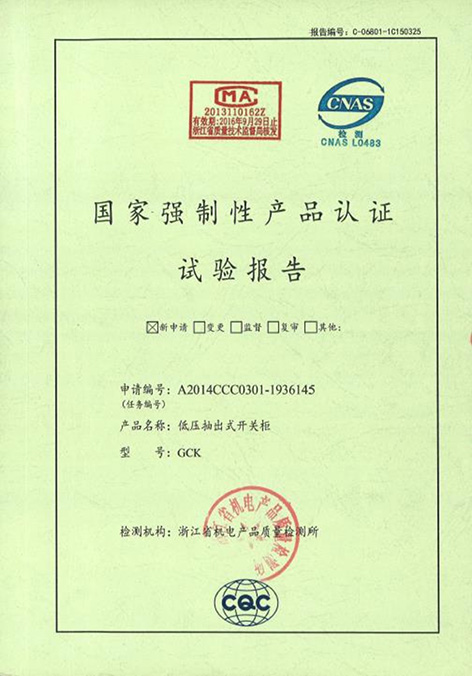 报告编号：C-06801-1C150325
CMA
2013110162Z
有效期：2016年9月29日止
浙江省质量技术监督局核发
CNAS
检 测
CNAS L0483
国家强制性产品认证
试验报告
☒新申请 □变更 □监督 □复审 □其他：
申请编号：A2014CCC0301-1936145
(任务编号)
产品名称：低压抽出式开关柜
型 号：GCK
检测机构：浙江省机电产品质量检测所
CQC